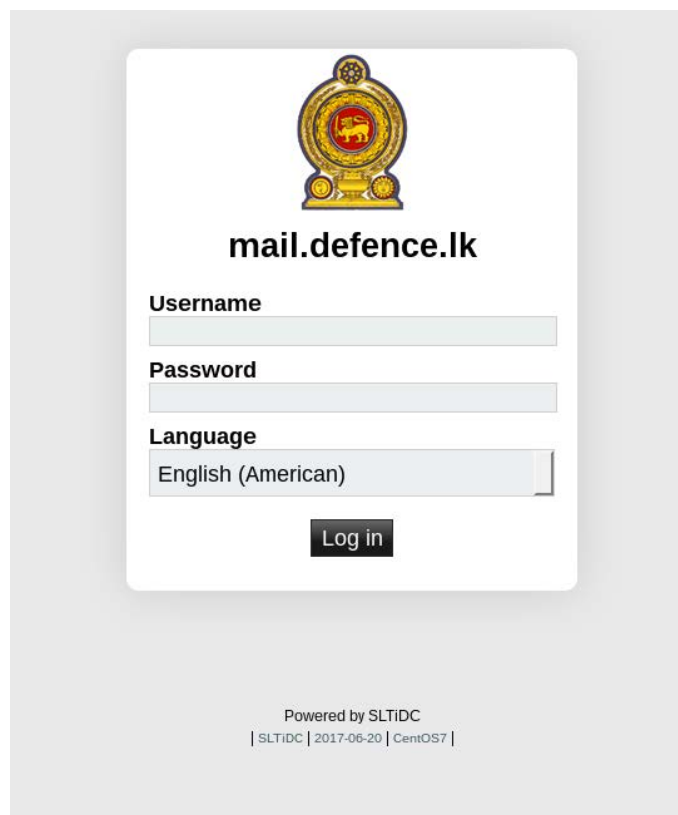 mail.defence.lk
Username
Password
Language
English (American)
Log in
Powered by SLTiDC
| SLTiDC | 2017-06-20 | CentOS7 |